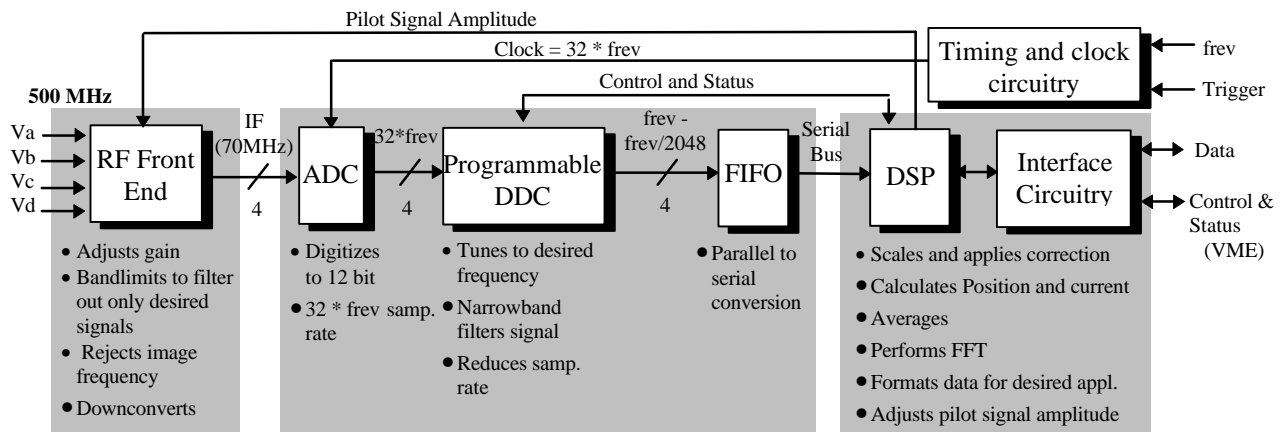 Pilot Signal Amplitude
Clock = 32 * frev
Control and Status
Timing and clock
circuitry
frev
Trigger
500 MHz
Va
Vb
Vc
Vd
RF Front
End
IF
(70MHz)
4
ADC
32*frev
4
Programmable
DDC
frev -
frev/2048
4
FIFO
Serial
Bus
DSP
Interface
Circuitry
Data
Control &
Status
(VME)
• Adjusts gain
• Bandlimits to filter
out only desired
signals
• Rejects image
frequency
• Downconverts
• Digitizes
to 12 bit
• 32 * frev samp.
rate
• Tunes to desired
frequency
• Narrowband
filters signal
• Reduces samp.
rate
• Parallel to
serial
conversion
• Scales and applies correction
• Calculates Position and current
• Averages
• Performs FFT
• Formats data for desired appl.
• Adjusts pilot signal amplitude